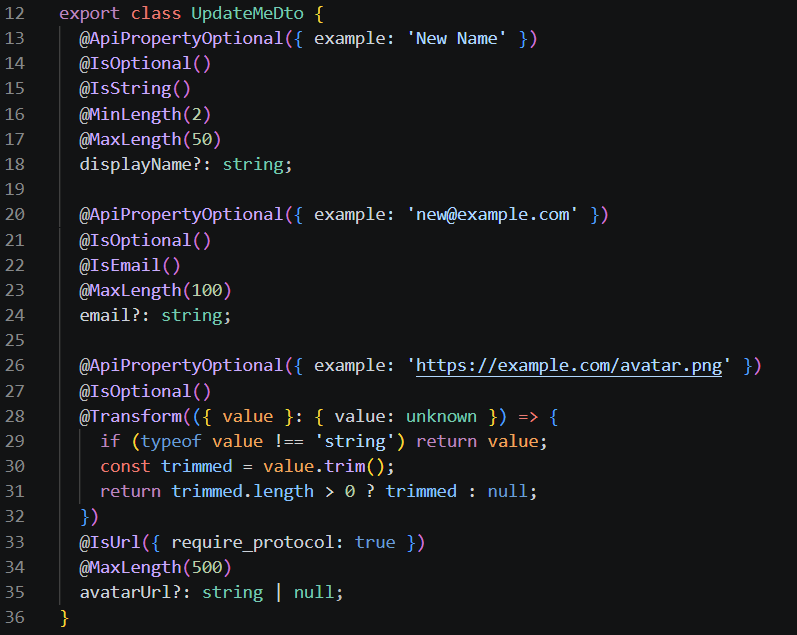 12 export class UpdateMeDto {
13 @ApiPropertyOptional({ example: 'New Name' })
14 @IsOptional()
15 @IsString()
16 @MinLength(2)
17 @MaxLength(50)
18 displayName?: string;
19
20 @ApiPropertyOptional({ example: 'new@example.com' })
21 @IsOptional()
22 @IsEmail()
23 @MaxLength(100)
24 email?: string;
25
26 @ApiPropertyOptional({ example: 'https://example.com/avatar.png' })
27 @IsOptional()
28 @Transform(({ value }: { value: unknown }) => {
29 if (typeof value !== 'string') return value;
30 const trimmed = value.trim();
31 return trimmed.length > 0 ? trimmed : null;
32 })
33 @IsUrl({ require_protocol: true })
34 @MaxLength(500)
35 avatarUrl?: string | null;
36 }